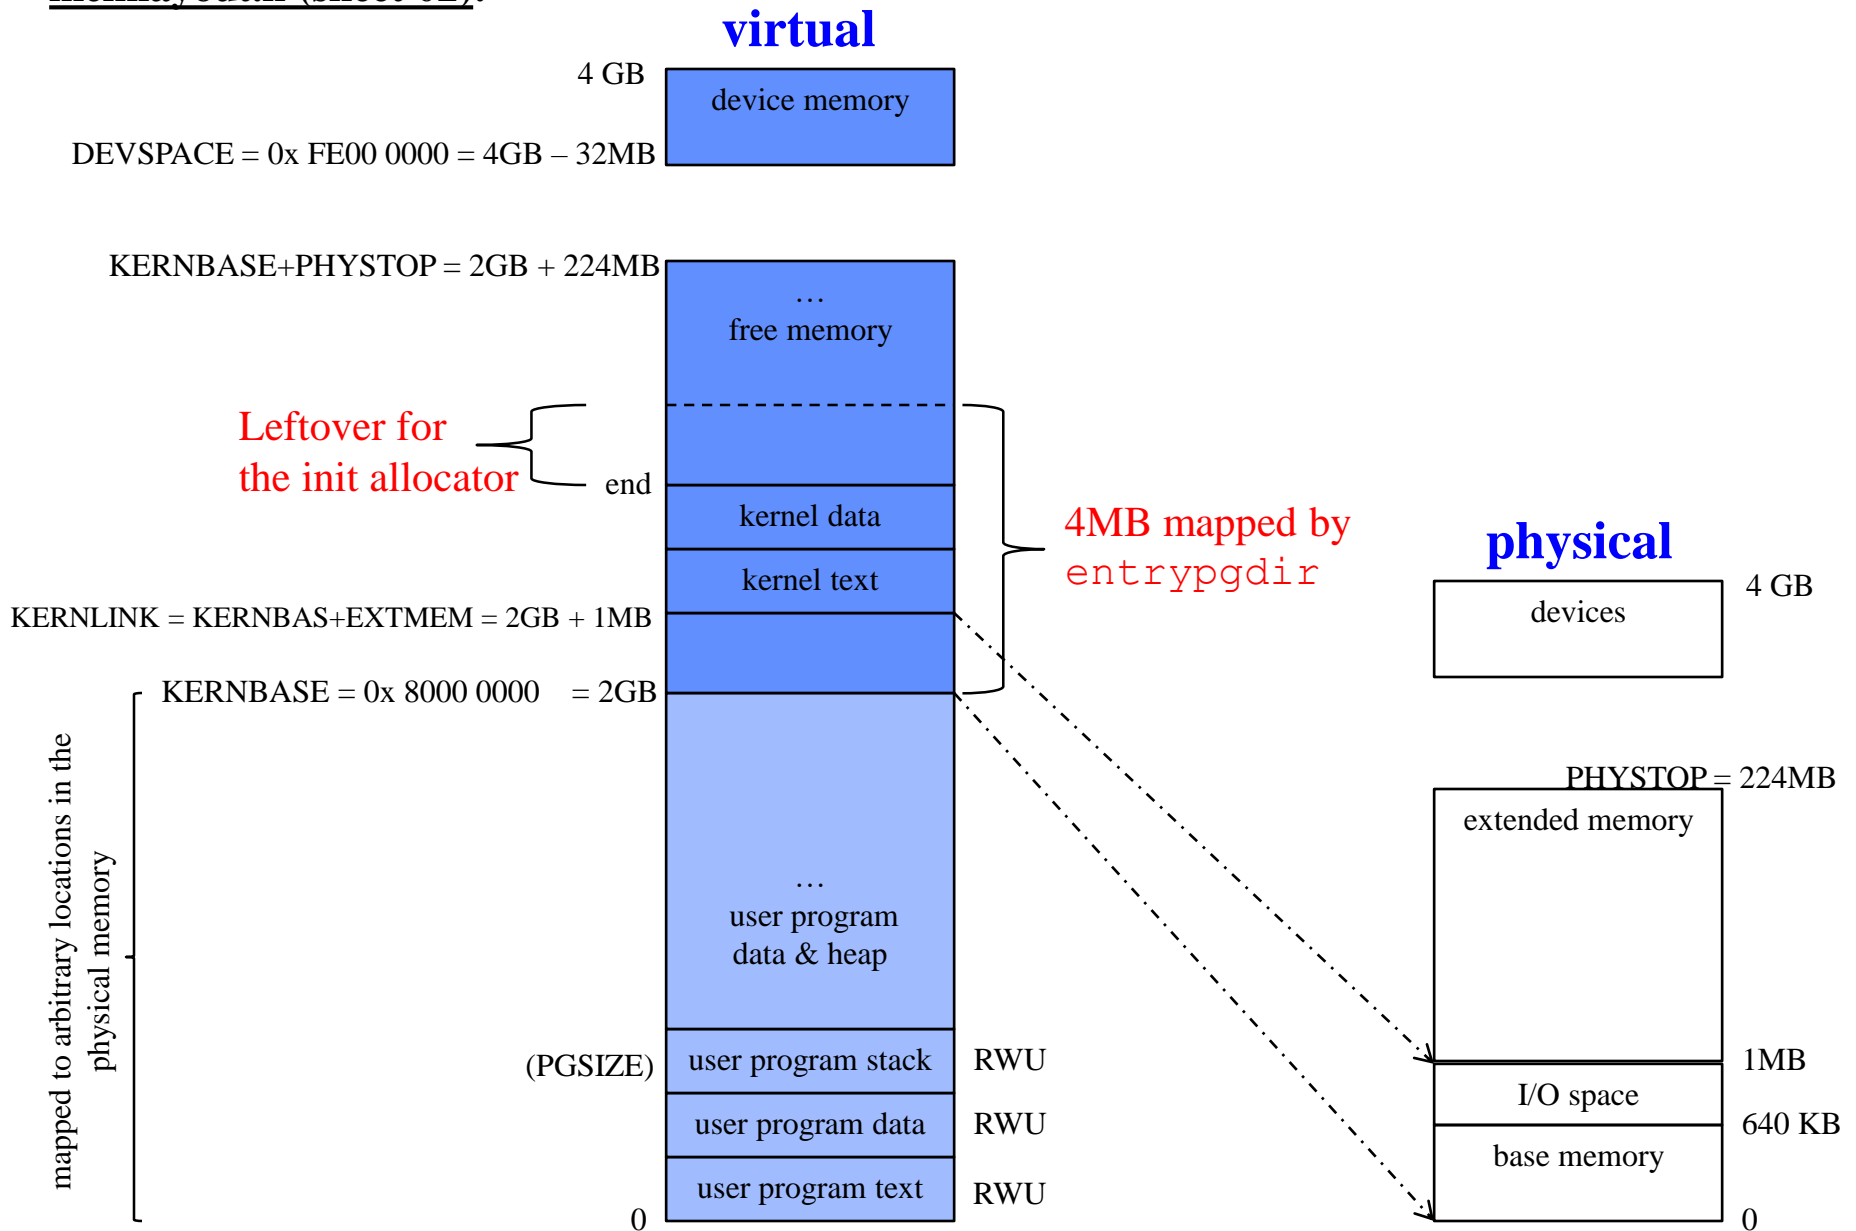 virtual
4 GB
device memory
DEVSPACE = 0x FE00 0000 = 4GB – 32MB
KERNBASE+PHYSTOP = 2GB + 224MB
…
free memory
Leftover for
the init allocator
end
kernel data
4MB mapped by
entrypgdir
kernel text
KERNLINK = KERNBAS+EXTMEM = 2GB + 1MB
KERNBASE = 0x 8000 0000 = 2GB
mapped to arbitrary locations in the
physical memory
…
user program
data & heap
(PGSIZE)
user program stack
RWU
user program data
RWU
user program text
RWU
0
physical
4 GB
devices
PHYSTOP = 224MB
extended memory
1MB
I/O space
640 KB
base memory
0